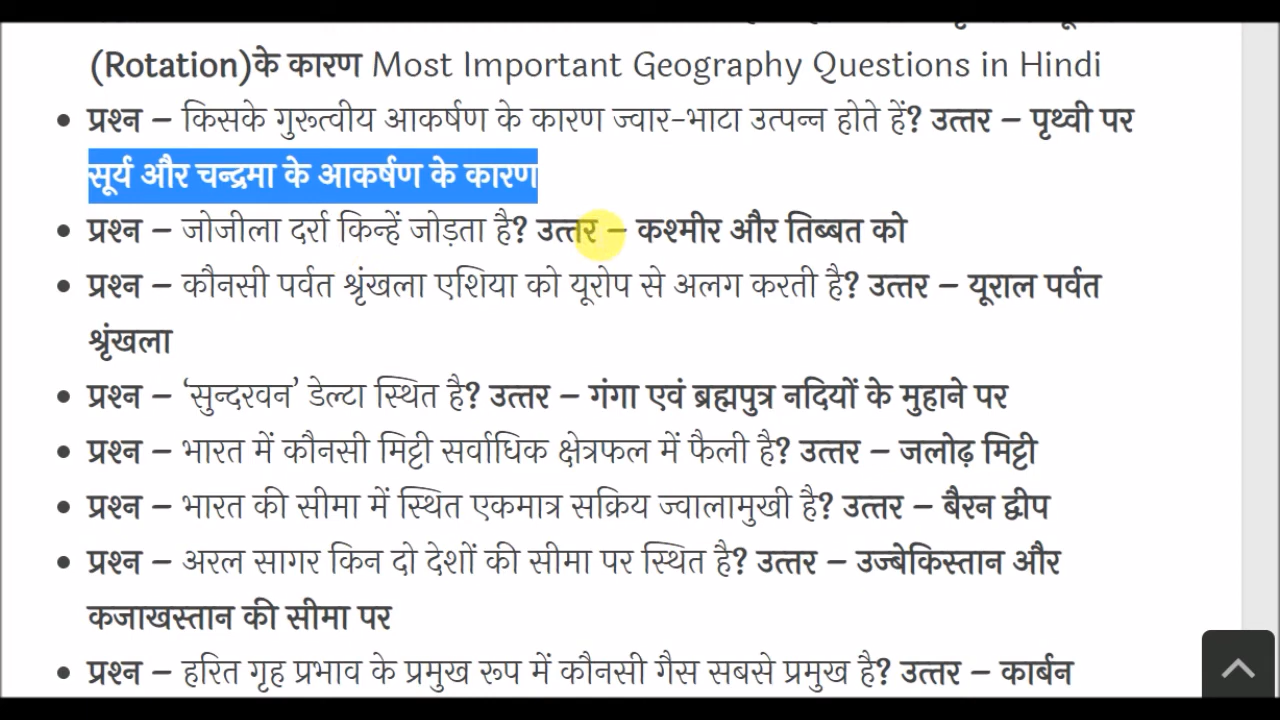 (Rotation)के कारण Most Important Geography Questions in Hindi
• प्रश्न – किसके गुरूत्वीय आकर्षण के कारण ज्वार-भाटा उत्पन्न होते हें? उत्तर – पृथ्वी पर
सूर्य और चन्द्रमा के आकर्षण के कारण
• प्रश्न – जोजीला दर्रा किन्हें जोड़ता है? उत्तर – कश्मीर और तिब्बत को
• प्रश्न – कौनसी पर्वत श्रृंखला एशिया को यूरोप से अलग करती है? उत्तर – यूराल पर्वत
श्रृंखला
• प्रश्न – ‘सुन्दरवन’ डेल्टा स्थित है? उत्तर – गंगा एवं ब्रह्मपुत्र नदियों के मुहाने पर
• प्रश्न – भारत में कौनसी मिट्टी सर्वाधिक क्षेत्रफल में फैली है? उत्तर – जलोढ़ मिट्टी
• प्रश्न – भारत की सीमा में स्थित एकमात्र सक्रिय ज्वालामुखी है? उत्तर – बैरन द्वीप
• प्रश्न – अरल सागर किन दो देशों की सीमा पर स्थित है? उत्तर – उज्बेकिस्तान और
कजाखस्तान की सीमा पर
• प्रश्न – हरित गृह प्रभाव के प्रमुख रूप में कौनसी गैस सबसे प्रमुख है? उत्तर – कार्बन